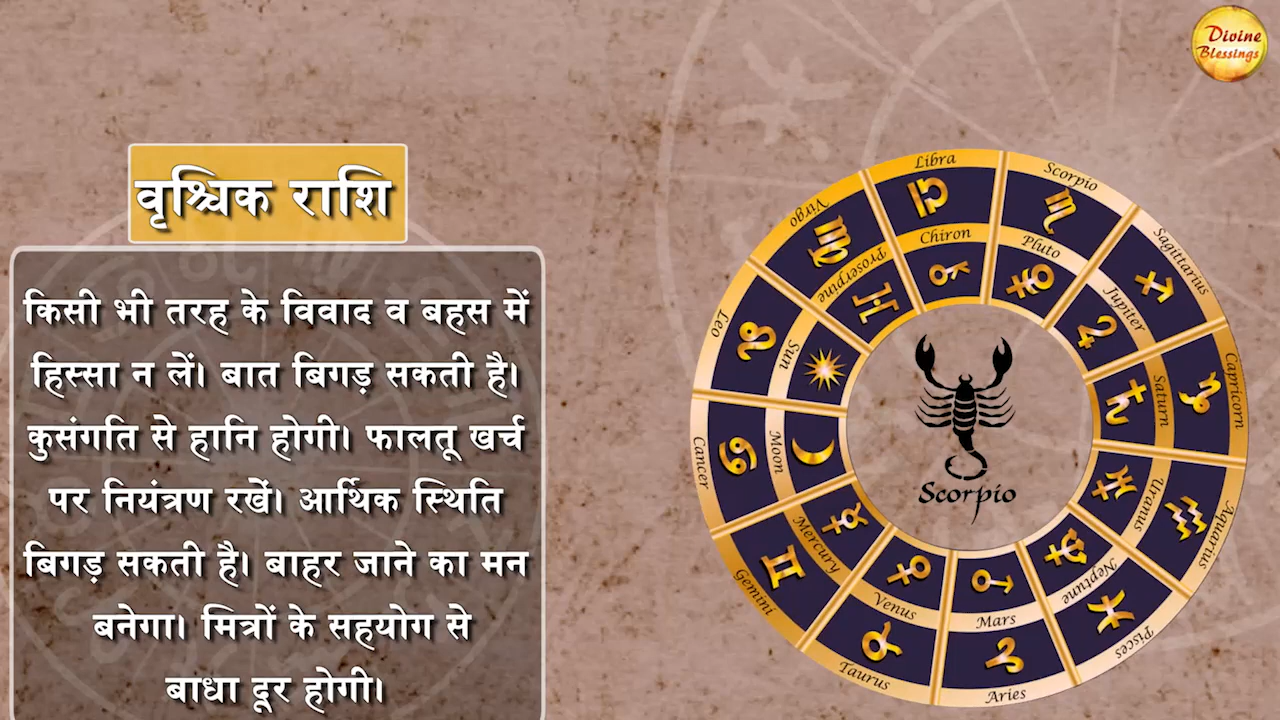 Divine
Blessings
वृश्चिक राशि
किसी भी तरह के विवाद व बहस में
हिस्सा न लें। बात बिगड़ सकती है।
कुसंगति से हानि होगी। फालतू खर्च
पर नियंत्रण रखें। आर्थिक स्थिति
बिगड़ सकती है। बाहर जाने का मन
बनेगा। मित्रों के सहयोग से
बाधा दूर होगी।
Libra
Scorpio
Sagittarius
Capricorn
Aquarius
Pisces
Aries
Taurus
Gemini
Cancer
Leo
Virgo
Chiron
Pluto
Jupiter
Saturn
Uranus
Neptune
Mars
Venus
Mercury
Moon
Sun
Proserpine
Scorpio